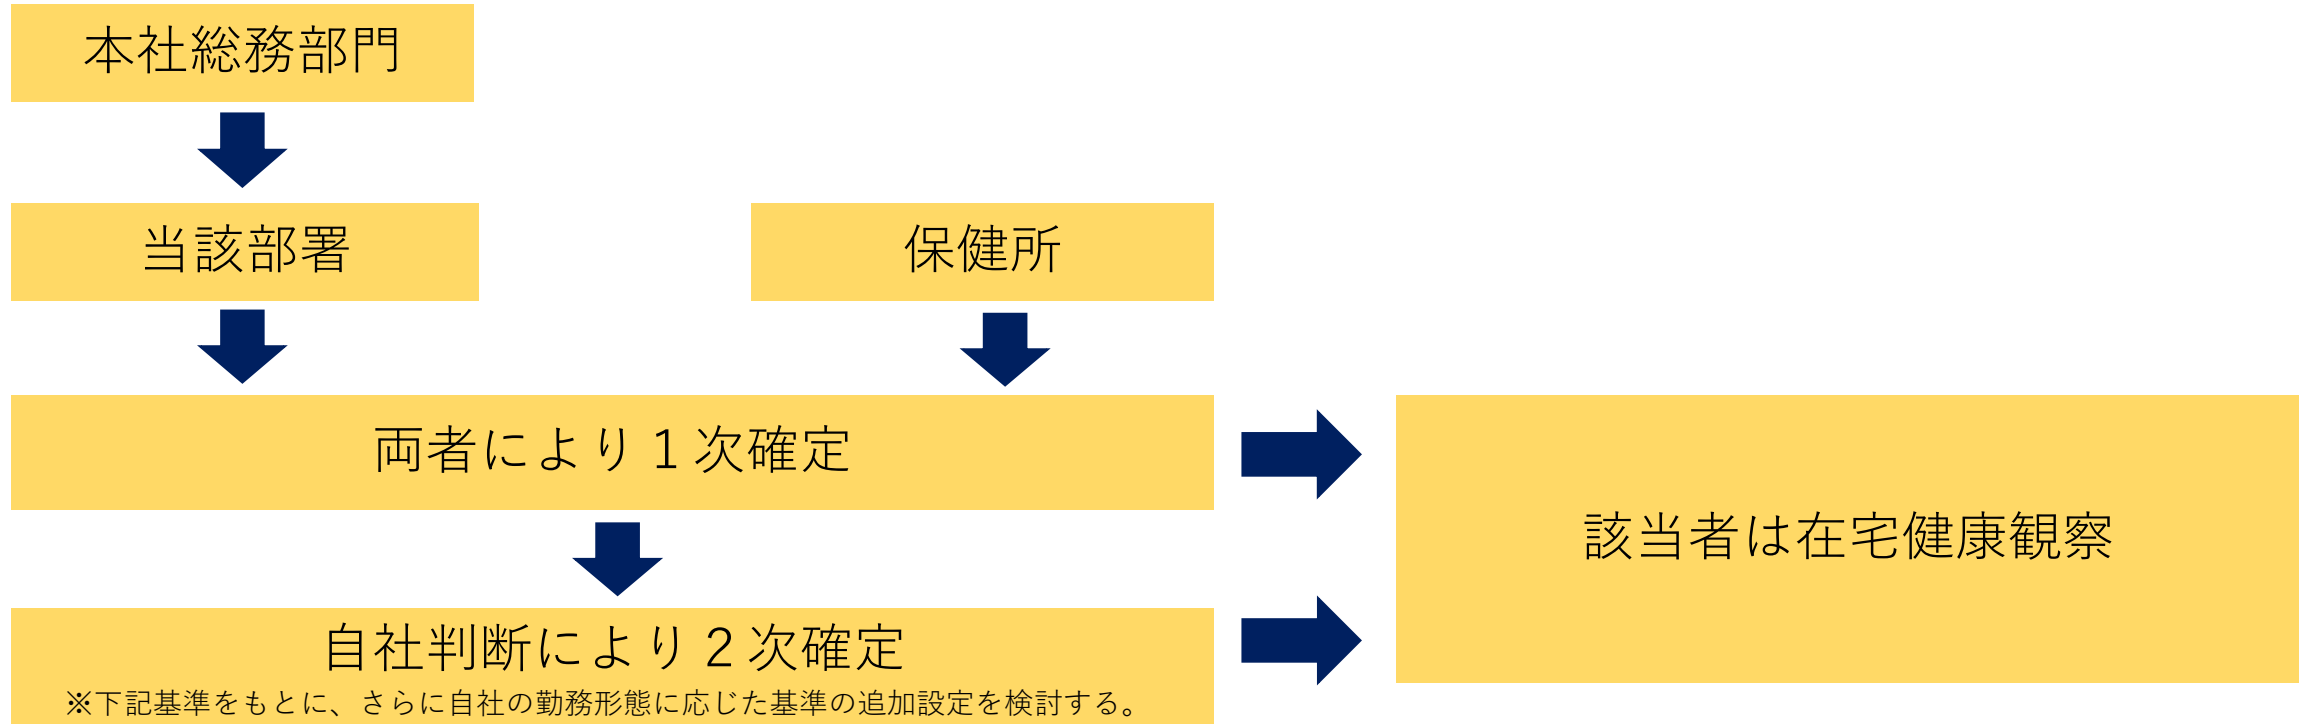 本社総務部門
当該部署
保健所
両者により１次確定
該当者は在宅健康観察
自社判断により２次確定
※下記基準をもとに、さらに自社の勤務形態に応じた基準の追加設定を検討する。